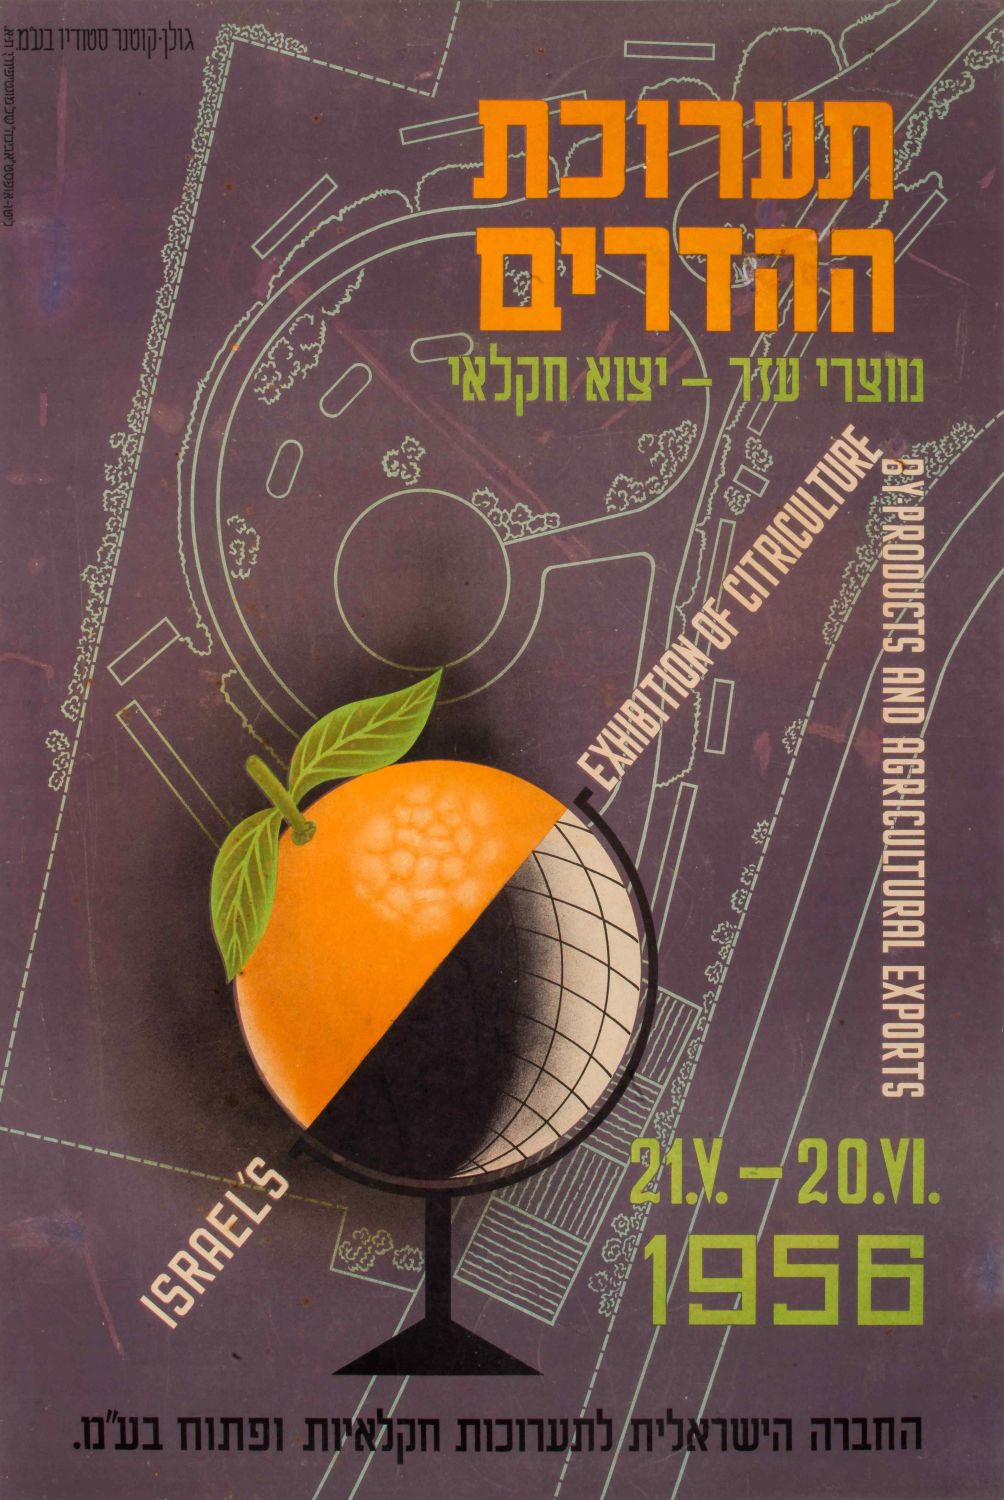 גולן-קוטנר סטודיו בע"מ.
תערוכת
ההדרים
מוצרי עזר – יצוא חקלאי
ISRAEL'S EXHIBITION OF CITRICULTURE
BY-PRODUCTS AND AGRICULTURAL EXPORTS
21.V. – 20.VI.
1956
החברה הישראלית לתערוכות חקלאיות ופתוח בע"מ.